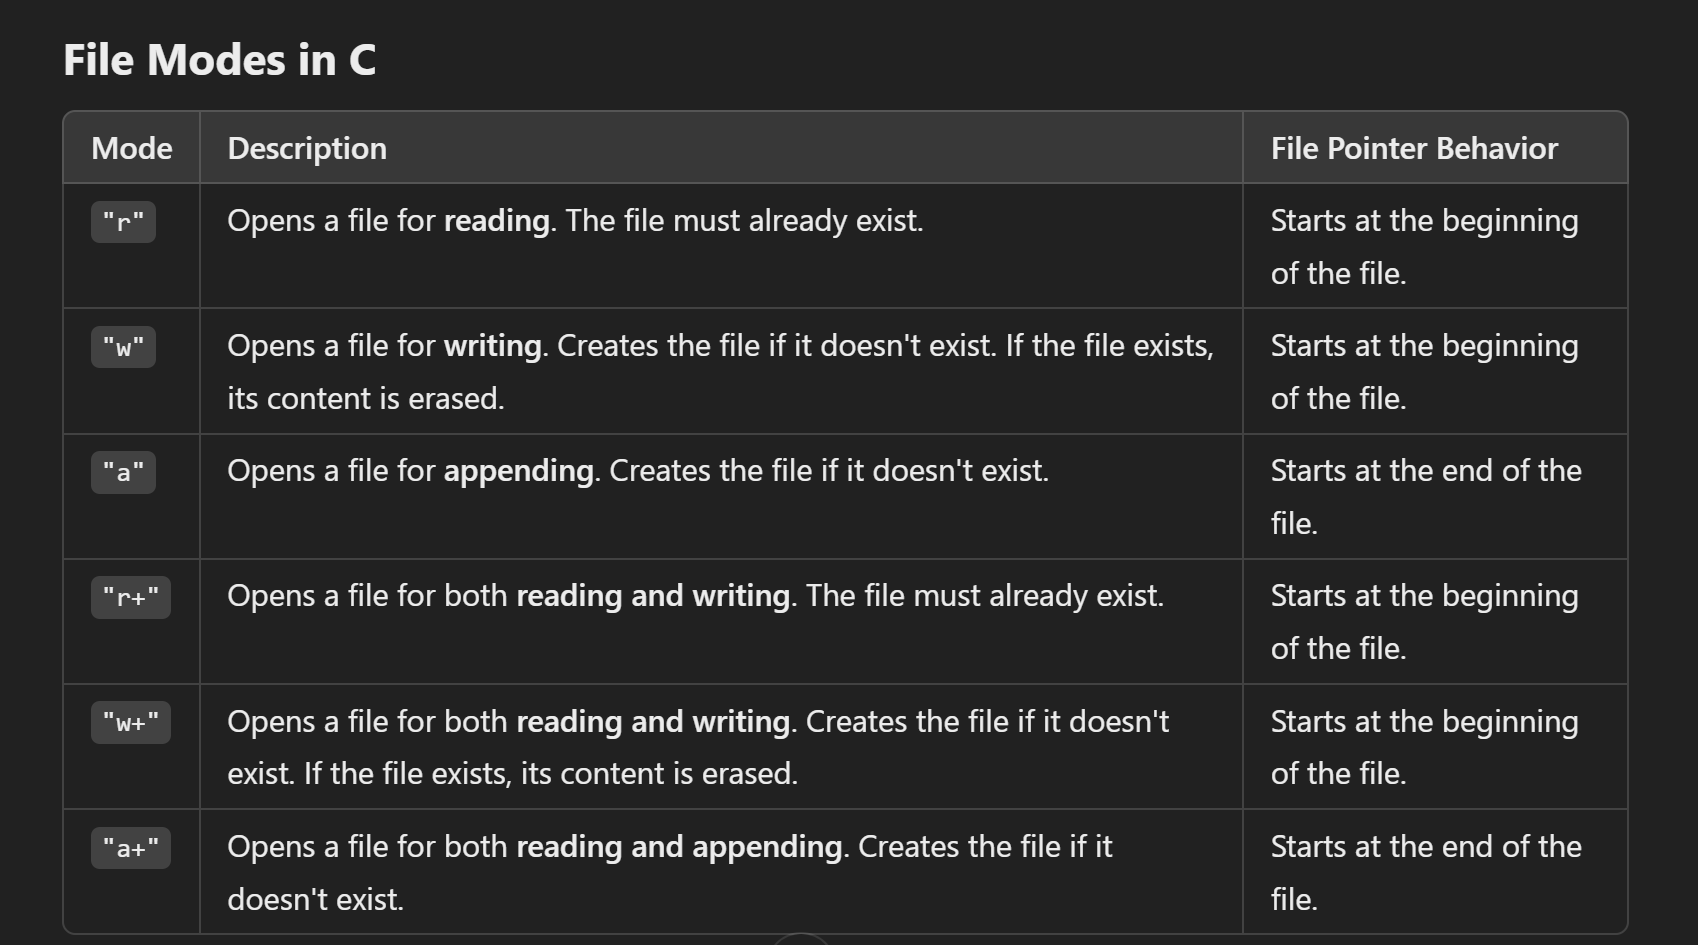 File Modes in C
Mode Description File Pointer Behavior
"r" Opens a file for reading. The file must already exist. Starts at the beginning
of the file.
"w" Opens a file for writing. Creates the file if it doesn't exist. If the file exists, Starts at the beginning
its content is erased. of the file.
"a" Opens a file for appending. Creates the file if it doesn't exist. Starts at the end of the
file.
"r+" Opens a file for both reading and writing. The file must already exist. Starts at the beginning
of the file.
"w+" Opens a file for both reading and writing. Creates the file if it doesn't Starts at the beginning
exist. If the file exists, its content is erased. of the file.
"a+" Opens a file for both reading and appending. Creates the file if it Starts at the end of the
doesn't exist. file.